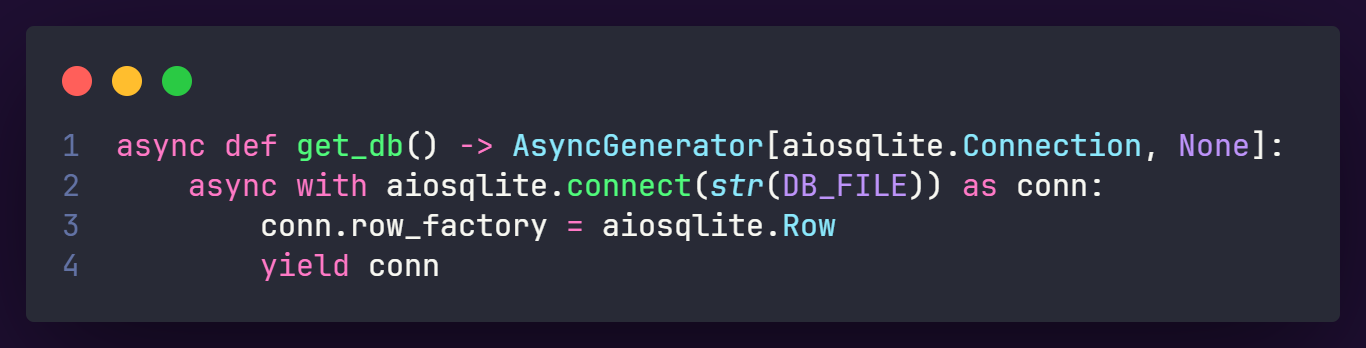 1 async def get_db() -> AsyncGenerator[aiosqlite.Connection, None]:
2     async with aiosqlite.connect(str(DB_FILE)) as conn:
3         conn.row_factory = aiosqlite.Row
4         yield conn